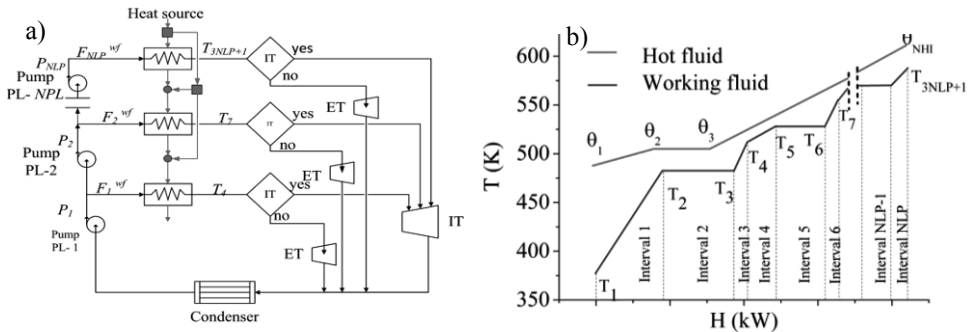 a)
Heat source
P_NLP
F_NLP^wf
T_3NLP+1
IT
yes
no
ET
Pump
PL- NPL
P_2
F_2^wf
T_7
IT
yes
no
ET
Pump
PL-2
P_1
F_1^wf
T_4
IT
yes
no
ET
IT
Pump
PL- 1
Condenser
b)
600
550
500
450
400
350
T (K)
H (kW)
Hot fluid
Working fluid
θ_1
θ_2
θ_3
θ_NHI
T_1
T_2
T_3
T_4
T_5
T_6
T_7
T_3NLP+1
Interval 1
Interval 2
Interval 3
Interval 4
Interval 5
Interval 6
Interval NLP-1
Interval NLP